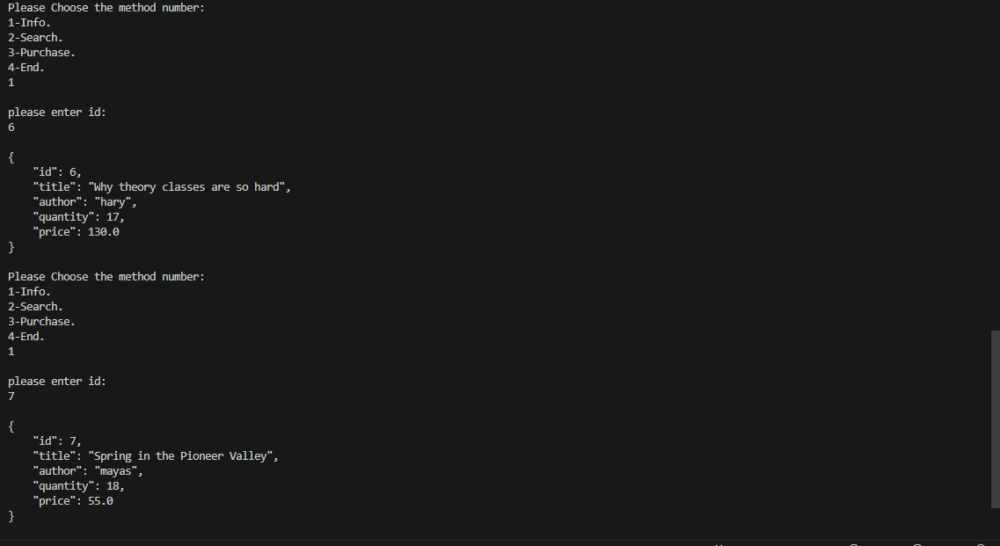 Please Choose the method number:
1-Info.
2-Search.
3-Purchase.
4-End.
1
please enter id:
6
{
    "id": 6,
    "title": "Why theory classes are so hard",
    "author": "hary",
    "quantity": 17,
    "price": 130.0
}
Please Choose the method number:
1-Info.
2-Search.
3-Purchase.
4-End.
1
please enter id:
7
{
    "id": 7,
    "title": "Spring in the Pioneer Valley",
    "author": "mayas",
    "quantity": 18,
    "price": 55.0
}